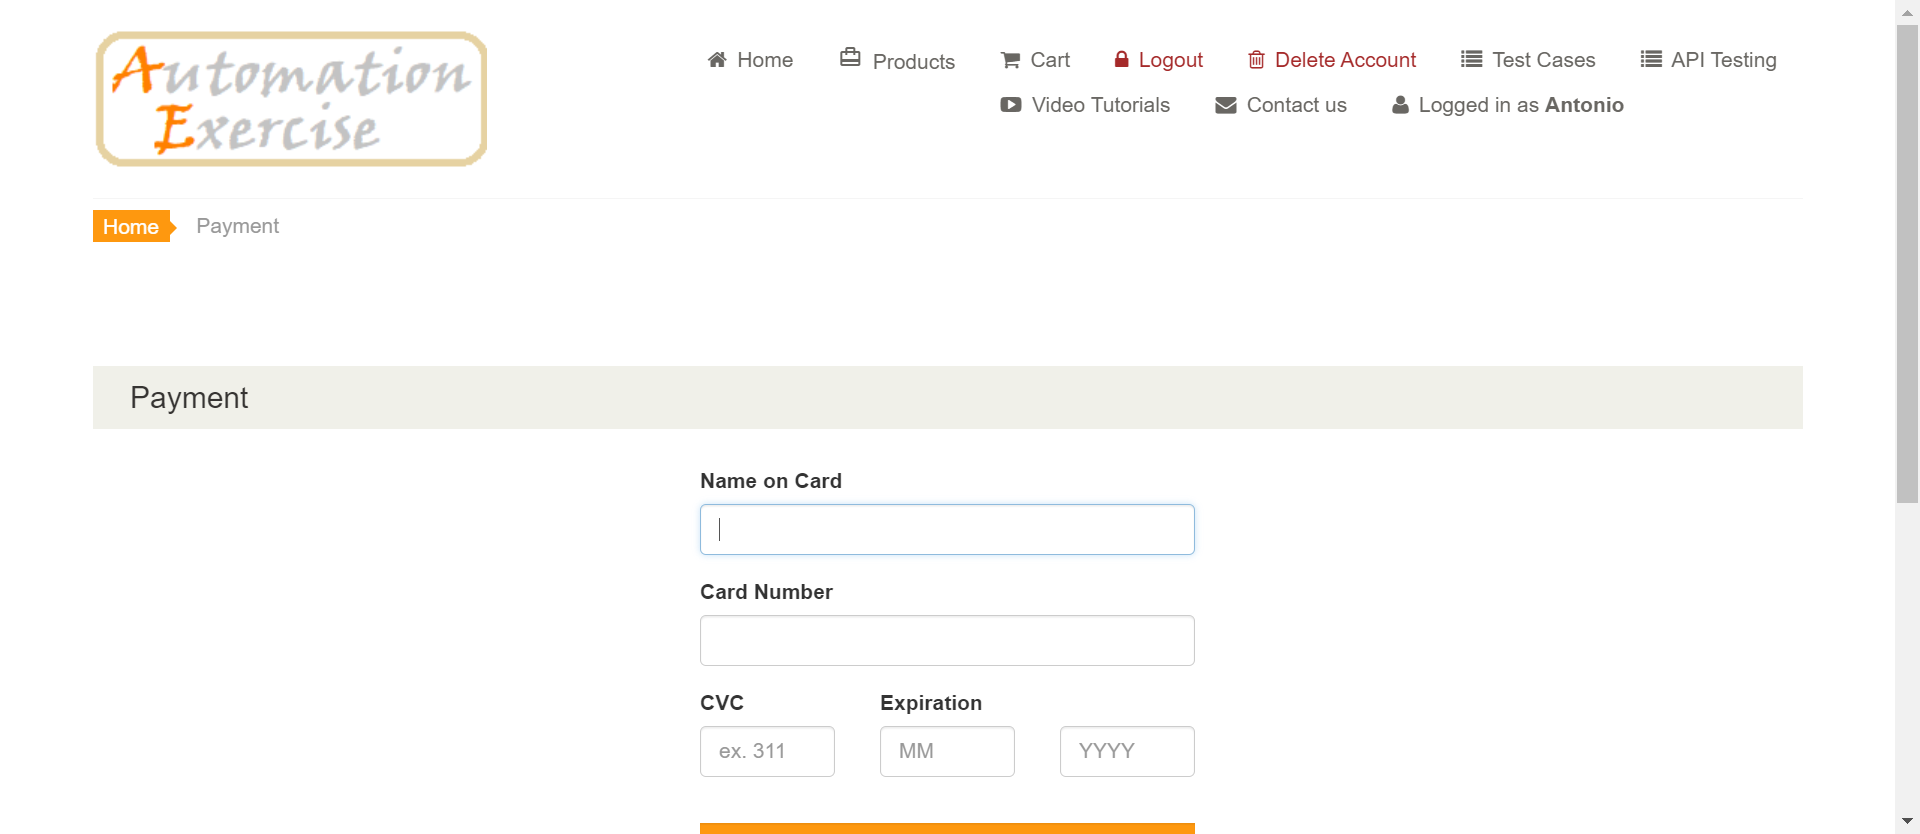 Automation
Exercise
Home Products Cart Logout Delete Account Test Cases API Testing
Video Tutorials Contact us Logged in as Antonio
Home Payment
Payment
Name on Card
Card Number
CVC Expiration
ex. 311 MM YYYY